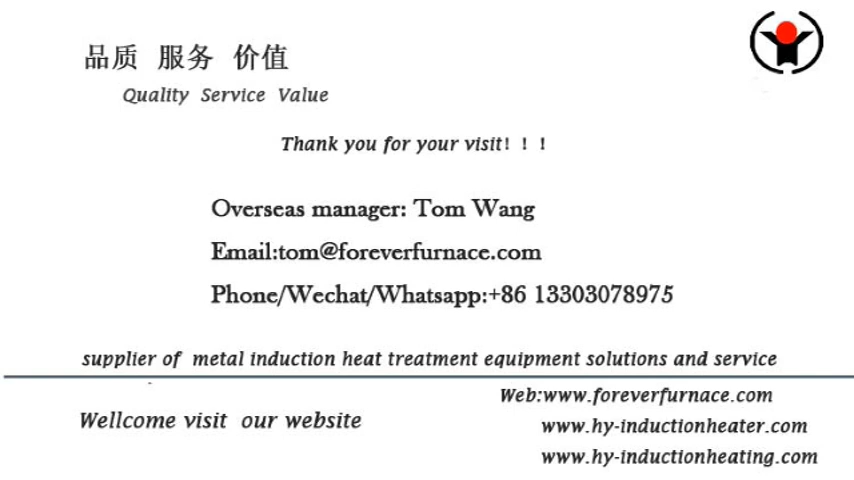 品质 服务 价值
Quality Service Value
Thank you for your visit！！！
Overseas manager: Tom Wang
Email:tom@foreverfurnace.com
Phone/Wechat/Whatsapp:+86 13303078975
supplier of metal induction heat treatment equipment solutions and service
Wellcome visit our website
Web:www.foreverfurnace.com
www.hy-inductionheater.com
www.hy-inductionheating.com